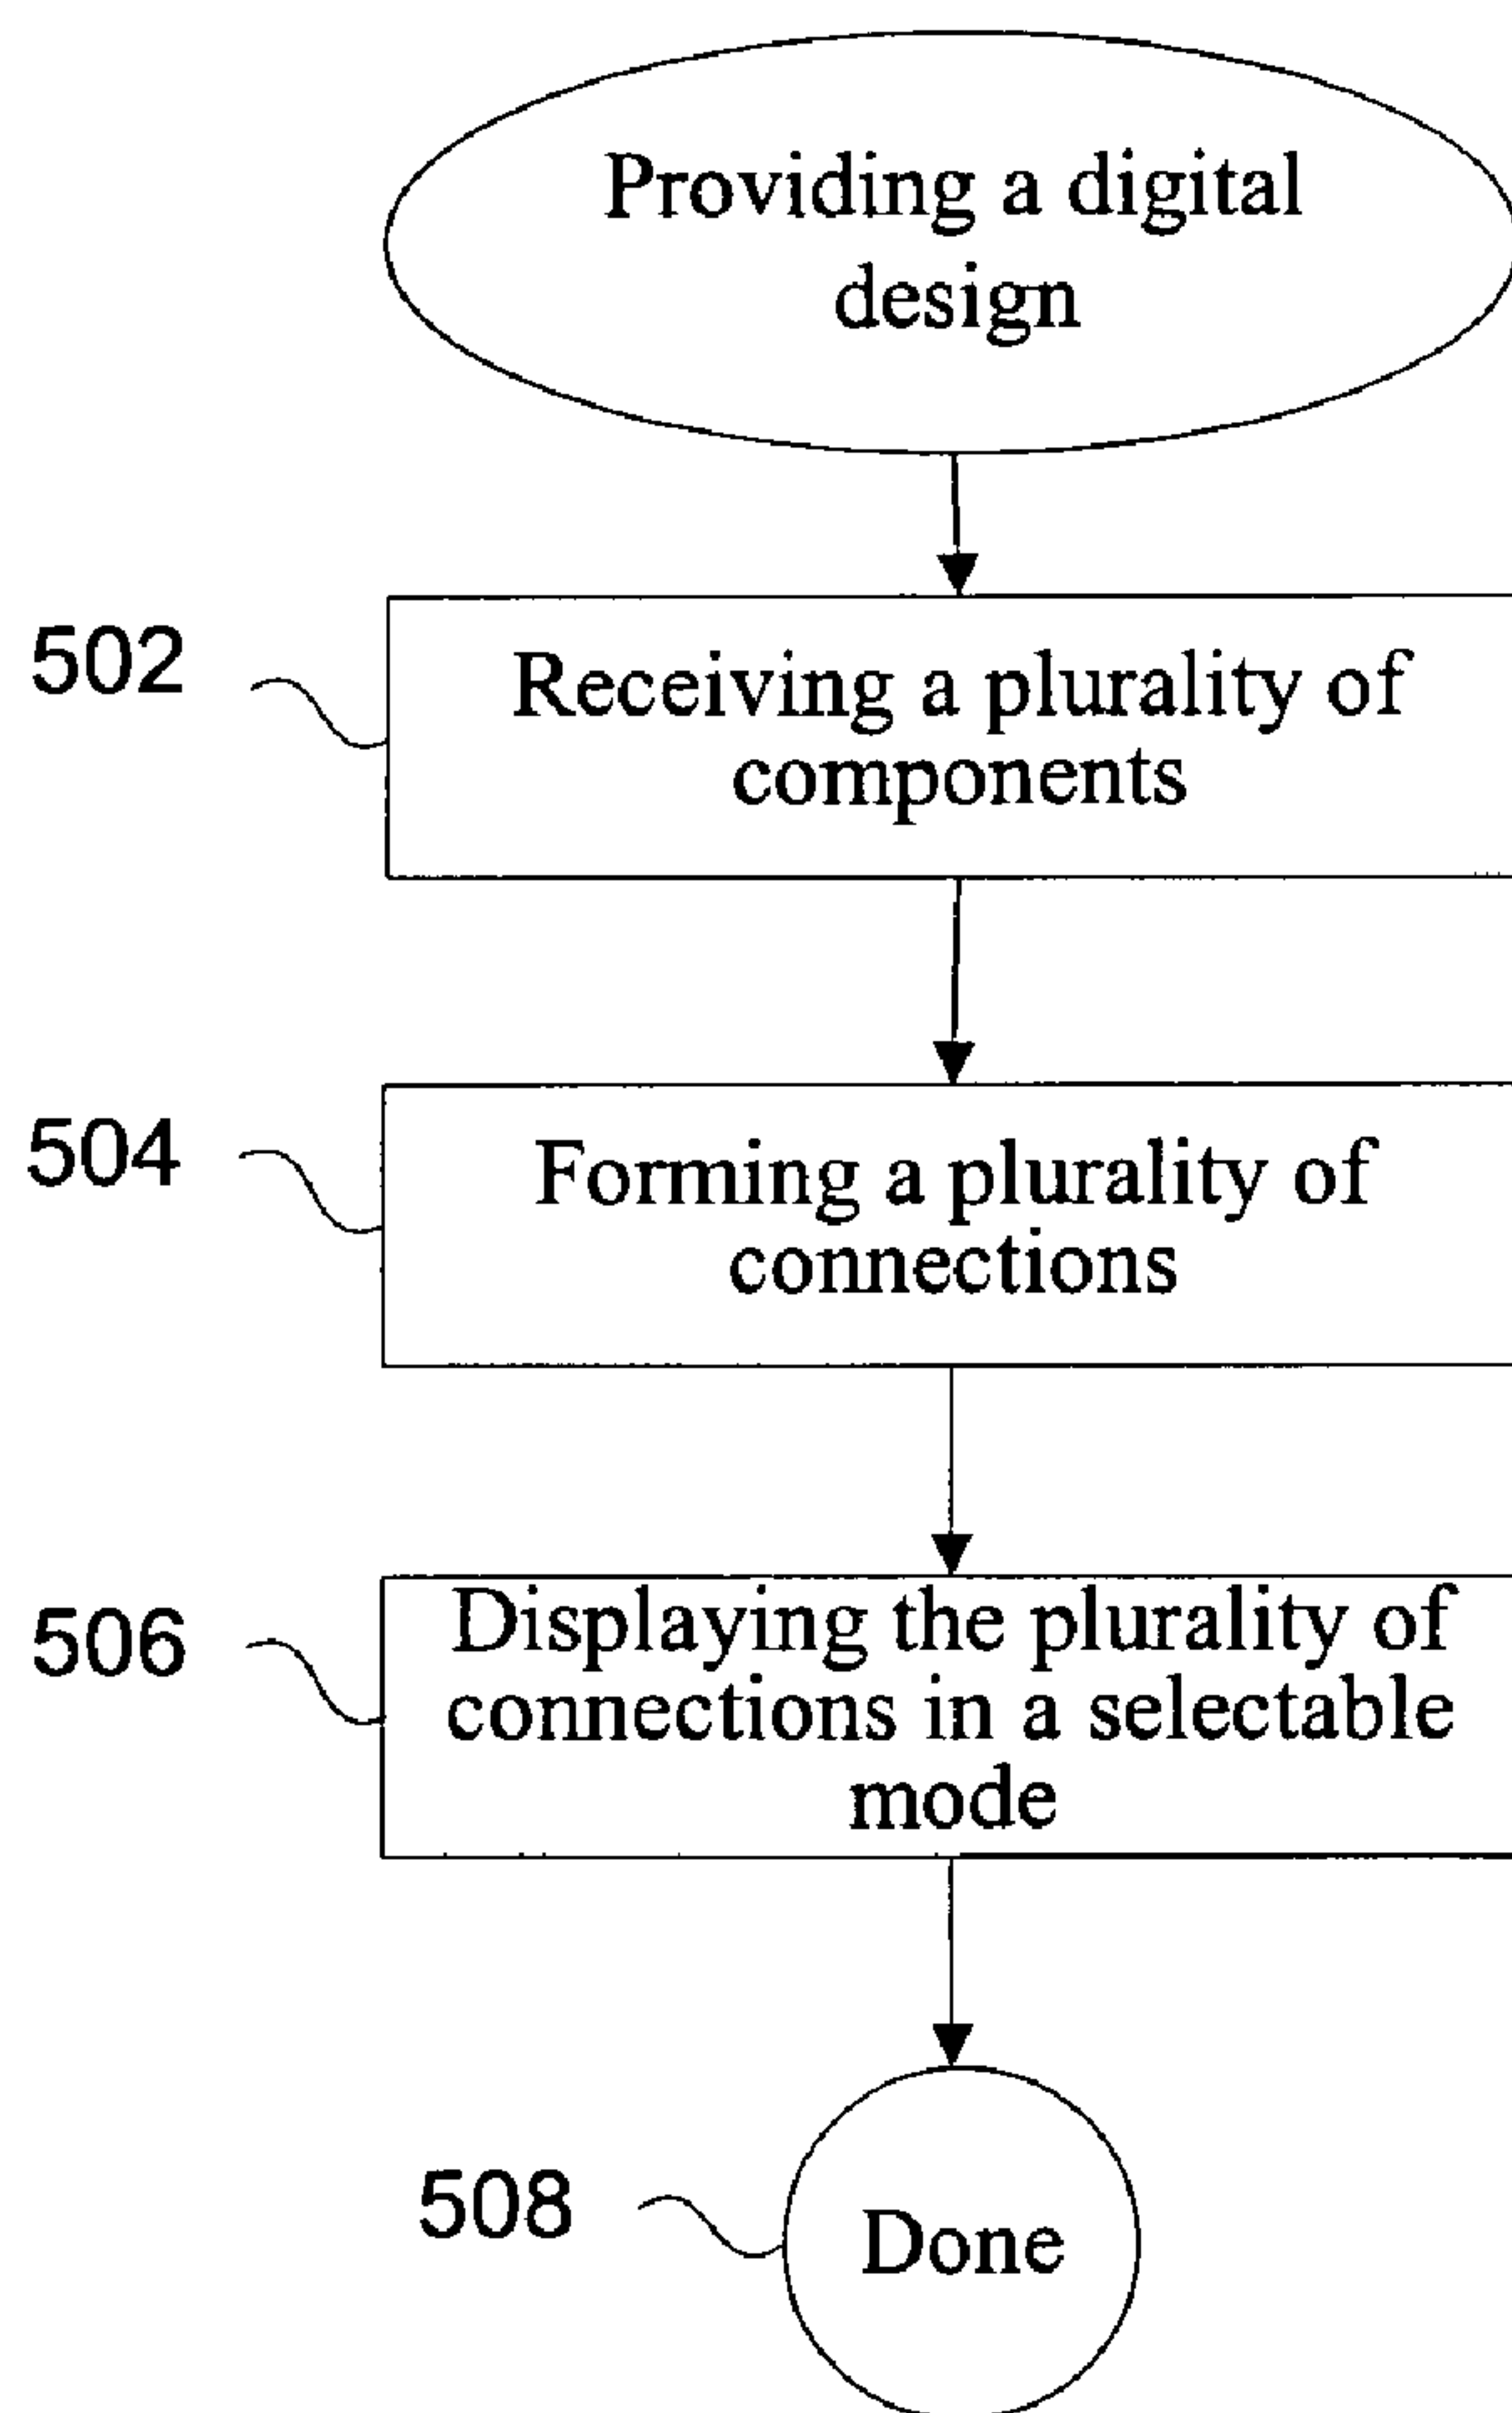 Providing a digital
design
502
Receiving a plurality of
components
504
Forming a plurality of
connections
506
Displaying the plurality of
connections in a selectable
mode
508
Done